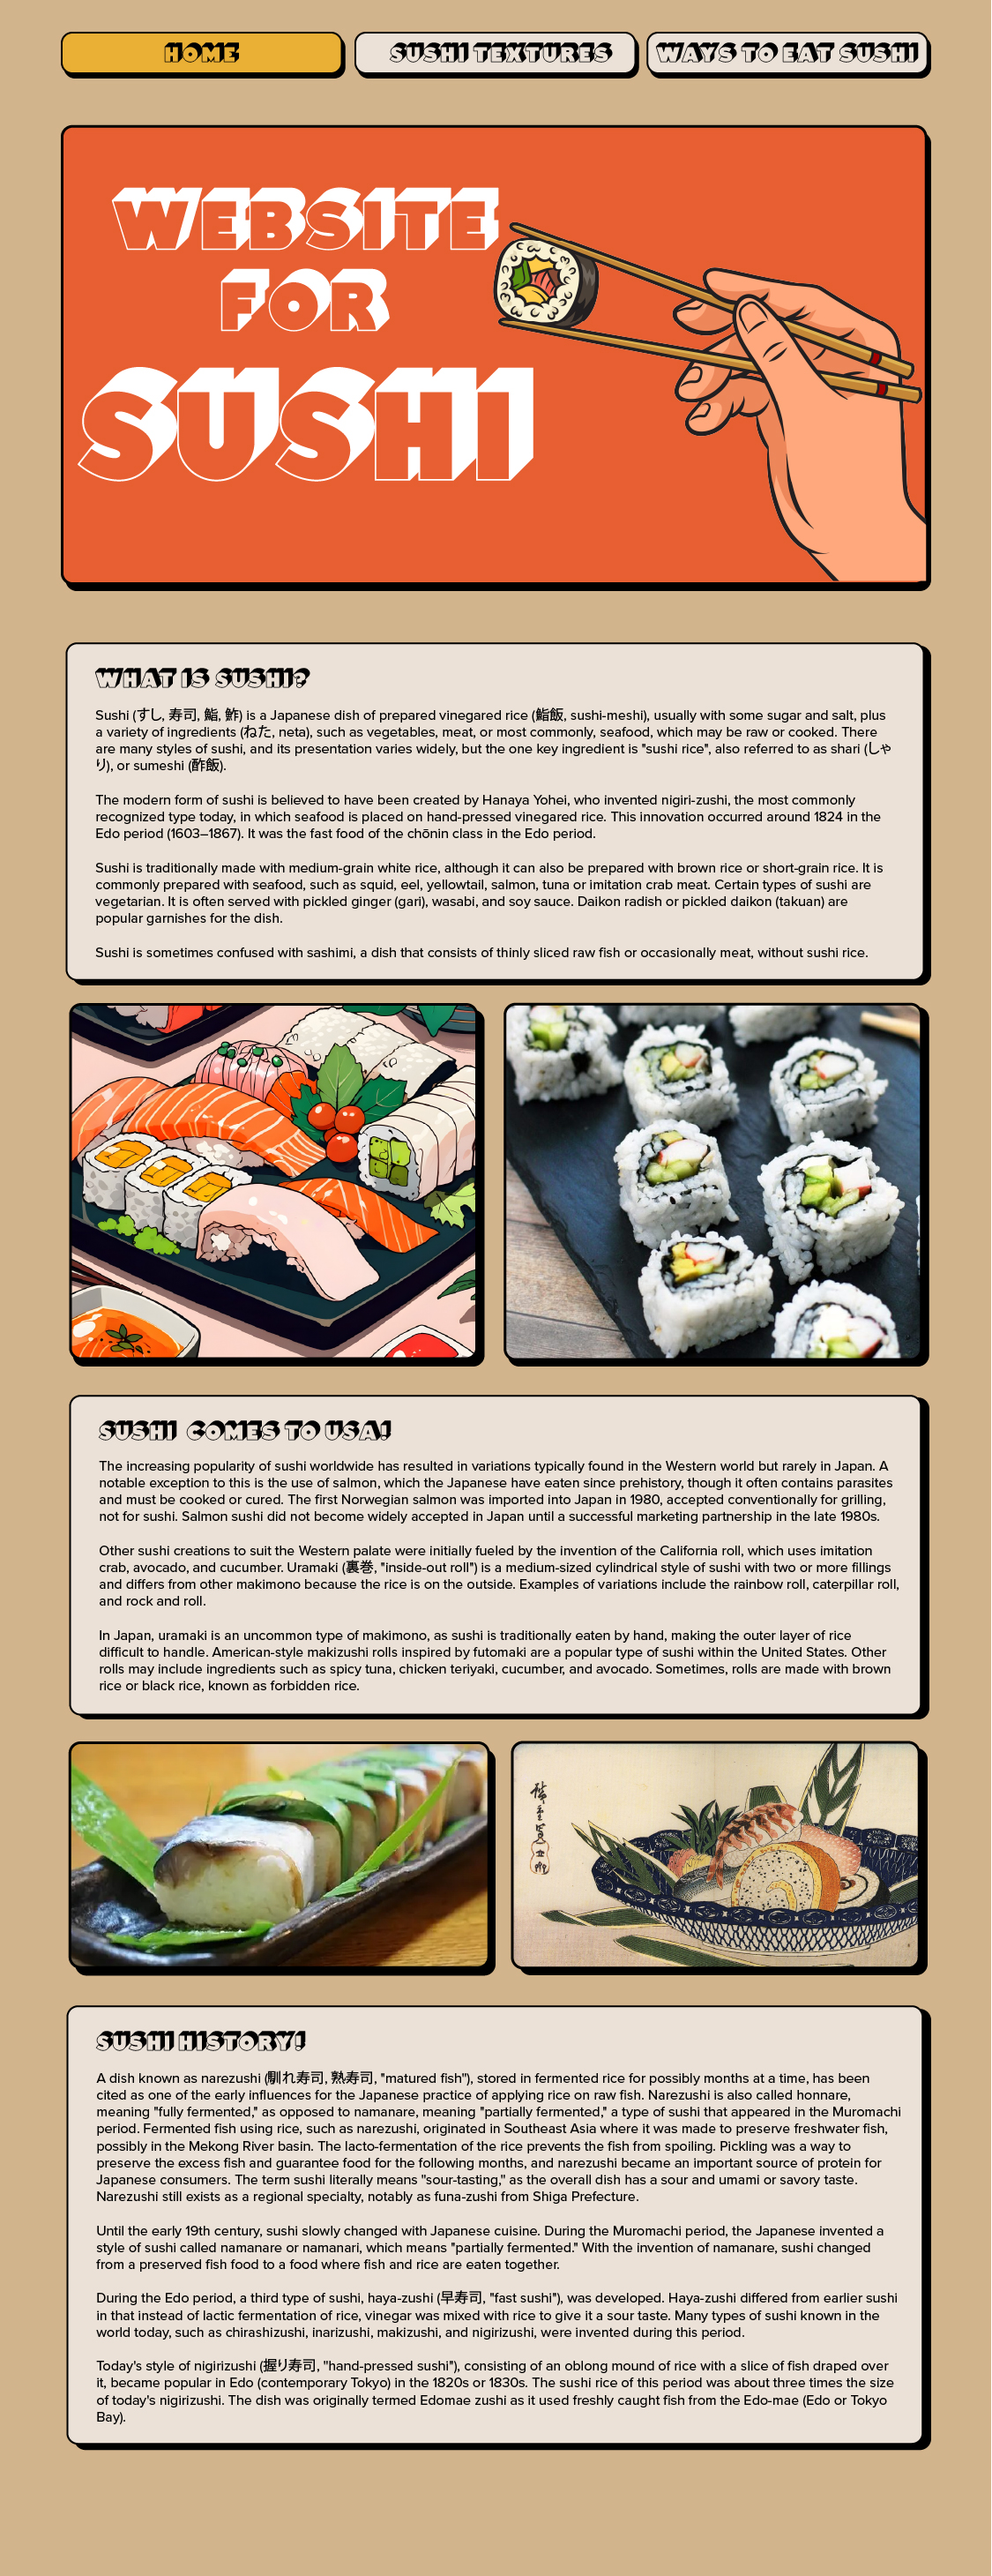 HOME
SUSHI TEXTURES
WAYS TO EAT SUSHI
WEBSITE
FOR
SUSHI
WHAT IS SUSHI?
Sushi (すし, 寿司, 鮨, 鮓) is a Japanese dish of prepared vinegared rice (鮨飯, sushi-meshi), usually with some sugar and salt, plus
a variety of ingredients (ねた, neta), such as vegetables, meat, or most commonly, seafood, which may be raw or cooked. There
are many styles of sushi, and its presentation varies widely, but the one key ingredient is "sushi rice", also referred to as shari (しゃ
り), or sumeshi (酢飯).
The modern form of sushi is believed to have been created by Hanaya Yohei, who invented nigiri-zushi, the most commonly
recognized type today, in which seafood is placed on hand-pressed vinegared rice. This innovation occurred around 1824 in the
Edo period (1603–1867). It was the fast food of the chōnin class in the Edo period.
Sushi is traditionally made with medium-grain white rice, although it can also be prepared with brown rice or short-grain rice. It is
commonly prepared with seafood, such as squid, eel, yellowtail, salmon, tuna or imitation crab meat. Certain types of sushi are
vegetarian. It is often served with pickled ginger (gari), wasabi, and soy sauce. Daikon radish or pickled daikon (takuan) are
popular garnishes for the dish.
Sushi is sometimes confused with sashimi, a dish that consists of thinly sliced raw fish or occasionally meat, without sushi rice.
SUSHI COMES TO USA!
The increasing popularity of sushi worldwide has resulted in variations typically found in the Western world but rarely in Japan. A
notable exception to this is the use of salmon, which the Japanese have eaten since prehistory, though it often contains parasites
and must be cooked or cured. The first Norwegian salmon was imported into Japan in 1980, accepted conventionally for grilling,
not for sushi. Salmon sushi did not become widely accepted in Japan until a successful marketing partnership in the late 1980s.
Other sushi creations to suit the Western palate were initially fueled by the invention of the California roll, which uses imitation
crab, avocado, and cucumber. Uramaki (裏巻, "inside-out roll") is a medium-sized cylindrical style of sushi with two or more fillings
and differs from other makimono because the rice is on the outside. Examples of variations include the rainbow roll, caterpillar roll,
and rock and roll.
In Japan, uramaki is an uncommon type of makimono, as sushi is traditionally eaten by hand, making the outer layer of rice
difficult to handle. American-style makizushi rolls inspired by futomaki are a popular type of sushi within the United States. Other
rolls may include ingredients such as spicy tuna, chicken teriyaki, cucumber, and avocado. Sometimes, rolls are made with brown
rice or black rice, known as forbidden rice.
SUSHI HISTORY!
A dish known as narezushi (馴れ寿司, 熟寿司, "matured fish"), stored in fermented rice for possibly months at a time, has been
cited as one of the early influences for the Japanese practice of applying rice on raw fish. Narezushi is also called honnare,
meaning "fully fermented," as opposed to namanare, meaning "partially fermented," a type of sushi that appeared in the Muromachi
period. Fermented fish using rice, such as narezushi, originated in Southeast Asia where it was made to preserve freshwater fish,
possibly in the Mekong River basin. The lacto-fermentation of the rice prevents the fish from spoiling. Pickling was a way to
preserve the excess fish and guarantee food for the following months, and narezushi became an important source of protein for
Japanese consumers. The term sushi literally means "sour-tasting," as the overall dish has a sour and umami or savory taste.
Narezushi still exists as a regional specialty, notably as funa-zushi from Shiga Prefecture.
Until the early 19th century, sushi slowly changed with Japanese cuisine. During the Muromachi period, the Japanese invented a
style of sushi called namanare or namanari, which means "partially fermented." With the invention of namanare, sushi changed
from a preserved fish food to a food where fish and rice are eaten together.
During the Edo period, a third type of sushi, haya-zushi (早寿司, "fast sushi"), was developed. Haya-zushi differed from earlier sushi
in that instead of lactic fermentation of rice, vinegar was mixed with rice to give it a sour taste. Many types of sushi known in the
world today, such as chirashizushi, inarizushi, makizushi, and nigirizushi, were invented during this period.
Today's style of nigirizushi (握り寿司, "hand-pressed sushi"), consisting of an oblong mound of rice with a slice of fish draped over
it, became popular in Edo (contemporary Tokyo) in the 1820s or 1830s. The sushi rice of this period was about three times the size
of today's nigirizushi. The dish was originally termed Edomae zushi as it used freshly caught fish from the Edo-mae (Edo or Tokyo
Bay).